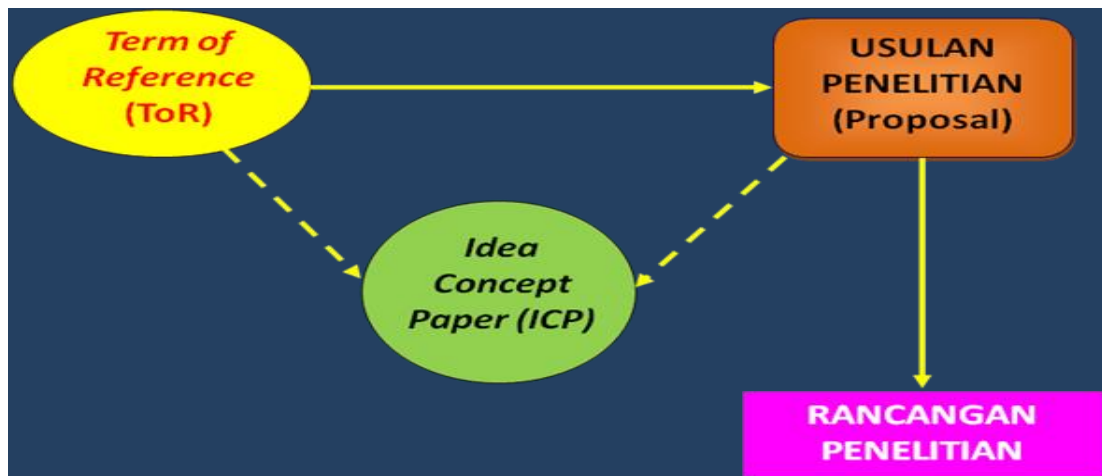 Term of
Reference
(ToR)
USULAN
PENELITIAN
(Proposal)
Idea
Concept
Paper (ICP)
RANCANGAN
PENELITIAN